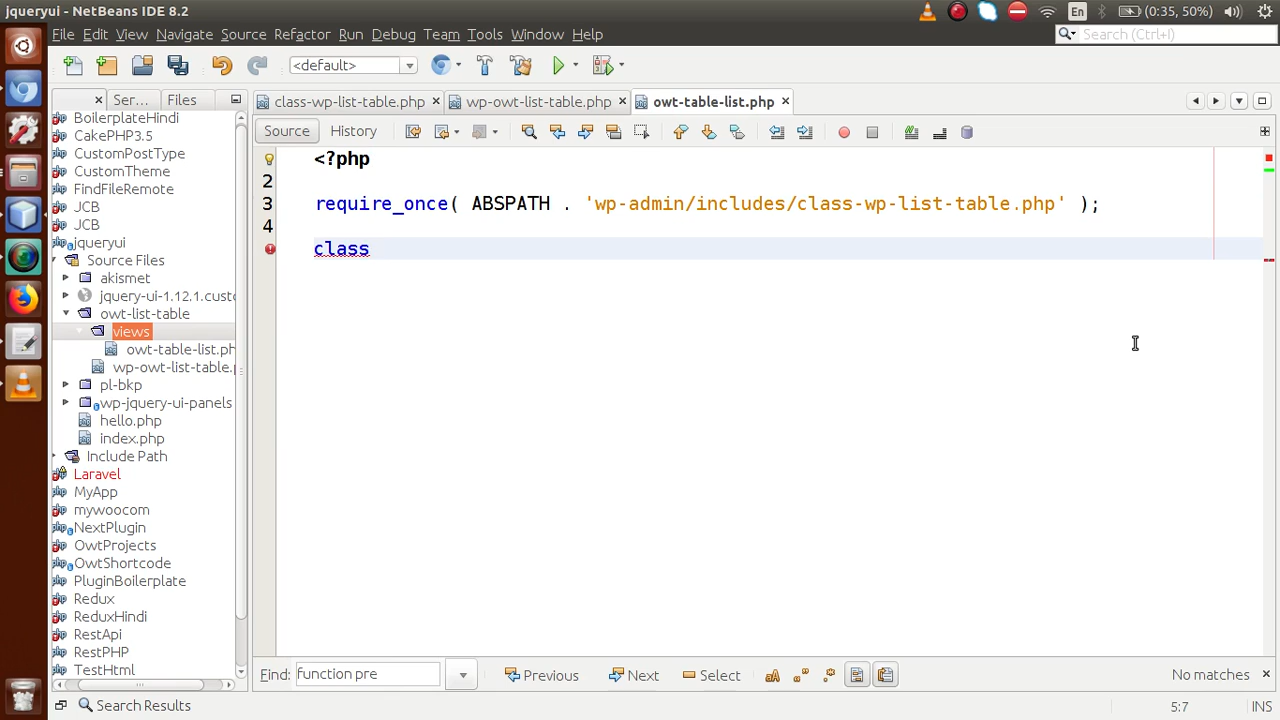 jqueryui - NetBeans IDE 8.2
En
(0:35, 50%)
File Edit View Navigate Source Refactor Run Debug Team Tools Window Help
Search (Ctrl+I)
<default>
Ser... Files
class-wp-list-table.php
wp-owt-list-table.php
owt-table-list.php
Source History
BoilerplateHindi
CakePHP3.5
CustomPostType
CustomTheme
FindFileRemote
JCB
JCB
jqueryui
Source Files
akismet
jquery-ui-1.12.1.custo
owt-list-table
views
owt-table-list.ph
wp-owt-list-table.p
pl-bkp
wp-jquery-ui-panels
hello.php
index.php
Include Path
Laravel
MyApp
mywoocom
NextPlugin
OwtProjects
OwtShortcode
PluginBoilerplate
Redux
ReduxHindi
RestApi
RestPHP
TestHtml
<?php
2
3 require_once( ABSPATH . 'wp-admin/includes/class-wp-list-table.php' );
4
class
Find: function pre
Previous Next Select
No matches
Search Results
5:7 INS